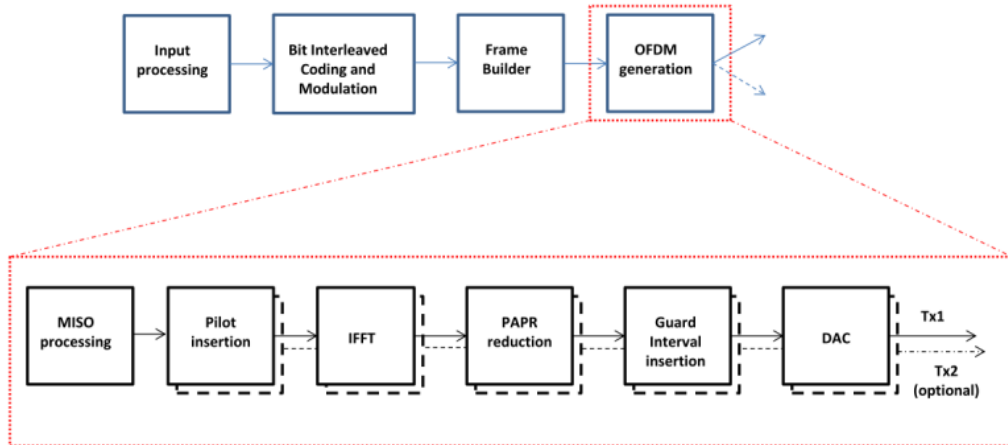 Input
processing
Bit Interleaved
Coding and
Modulation
Frame
Builder
OFDM
generation
MISO
processing
Pilot
insertion
IFFT
PAPR
reduction
Guard
Interval
insertion
DAC
Tx1
Tx2
(optional)